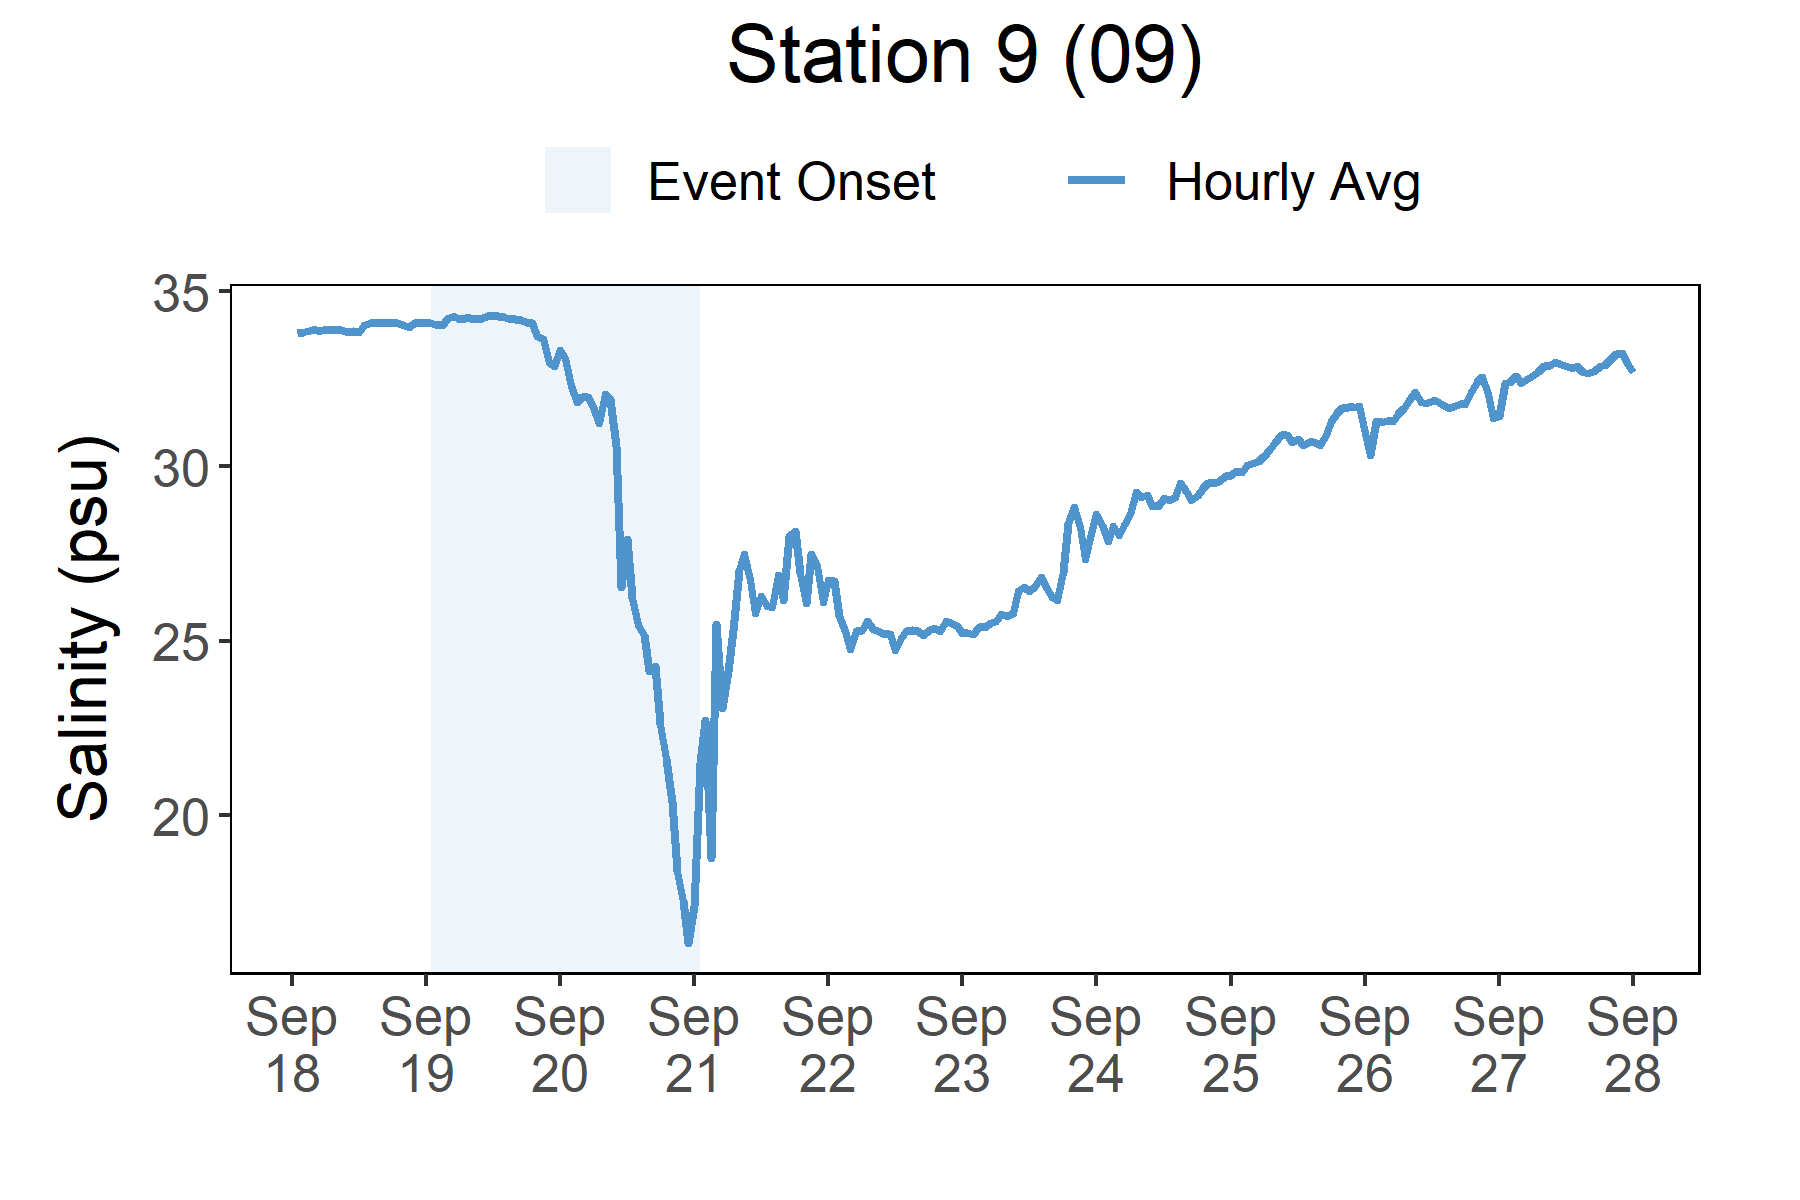 Station 9 (09)
Event Onset Hourly Avg
Salinity (psu)
35
30
25
20
Sep Sep Sep Sep Sep Sep Sep Sep Sep Sep Sep
18 19 20 21 22 23 24 25 26 27 28